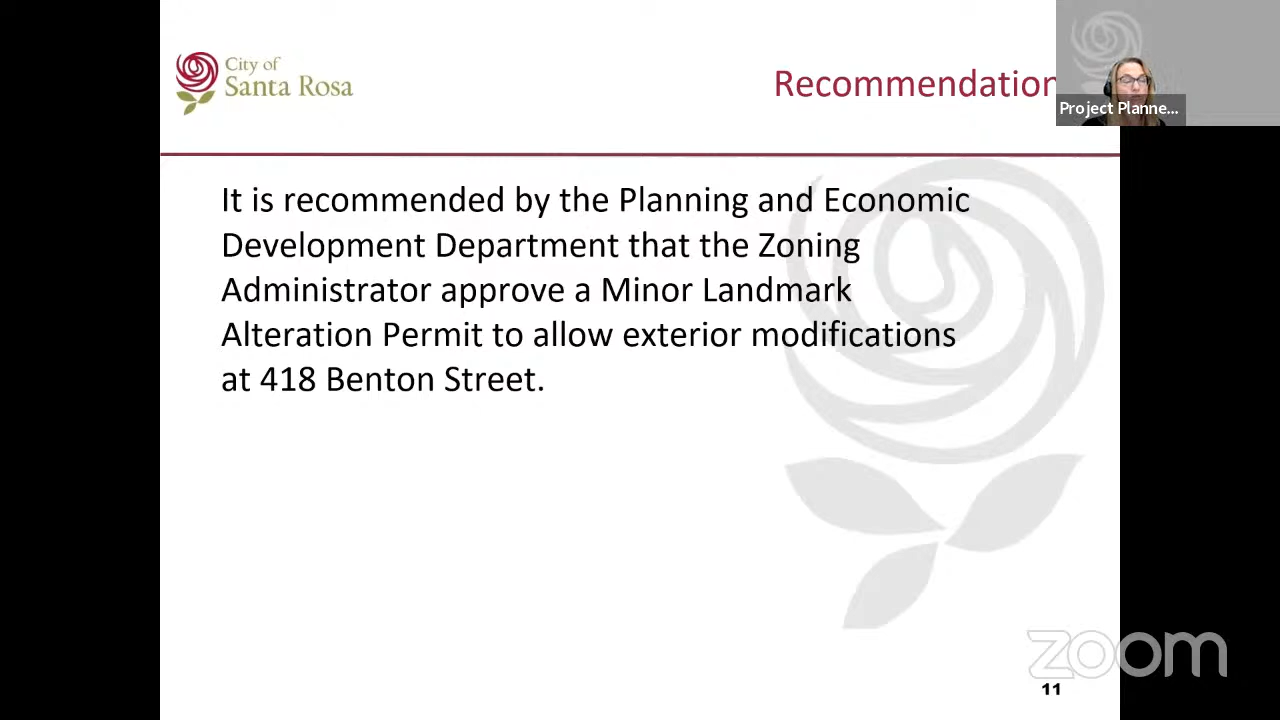 City of
Santa Rosa
Recommendation
Project Planne...
It is recommended by the Planning and Economic
Development Department that the Zoning
Administrator approve a Minor Landmark
Alteration Permit to allow exterior modifications
at 418 Benton Street.
zoom
11